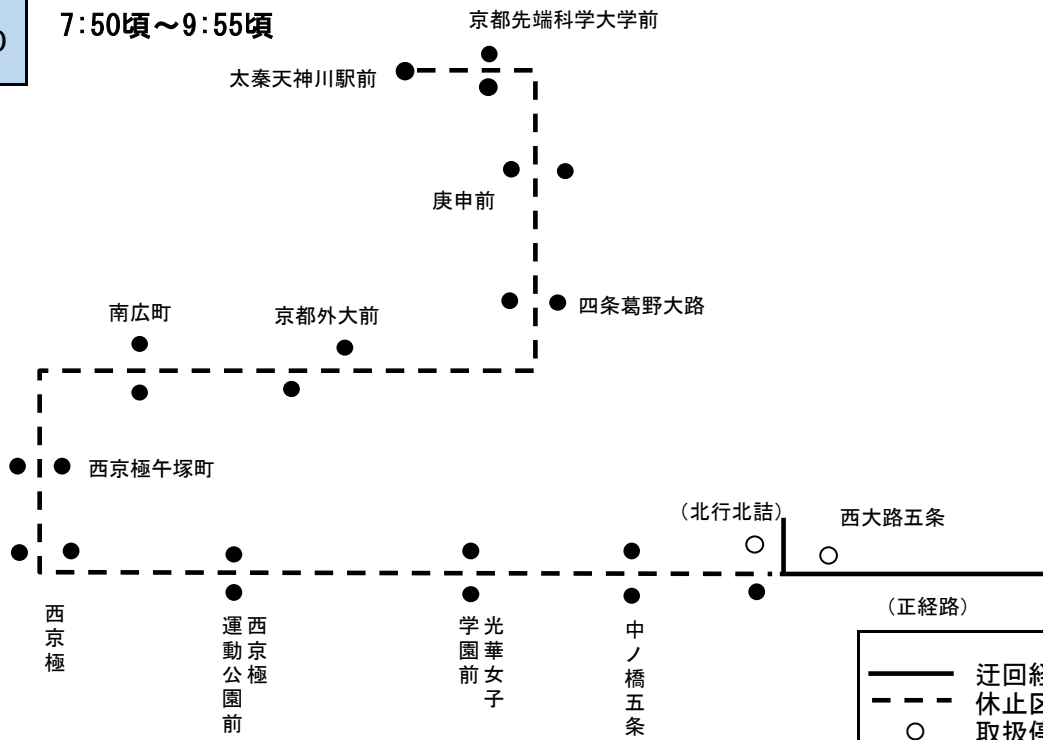 7:50頃～9:55頃
京都先端科学大学前
太秦天神川駅前
庚申前
四条葛野大路
南広町
京都外大前
西京極午塚町
(北行北詰)
西大路五条
(正経路)
西京極
西京極
運動公園前
光華女子
学園前
中ノ橋五条
迂回経
休止区
取扱停